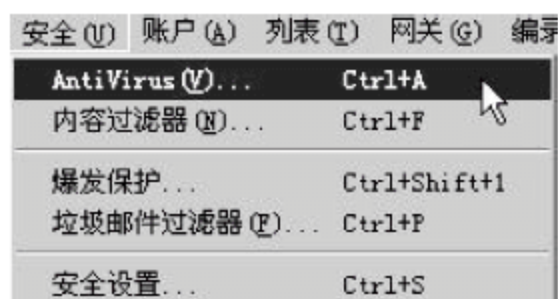 安全(U) 账户(A) 列表(T) 网关(G) 编录
AntiVirus(V)... Ctrl+A
内容过滤器(N)... Ctrl+F
爆发保护... Ctrl+Shift+1
垃圾邮件过滤器(F)... Ctrl+P
安全设置... Ctrl+S